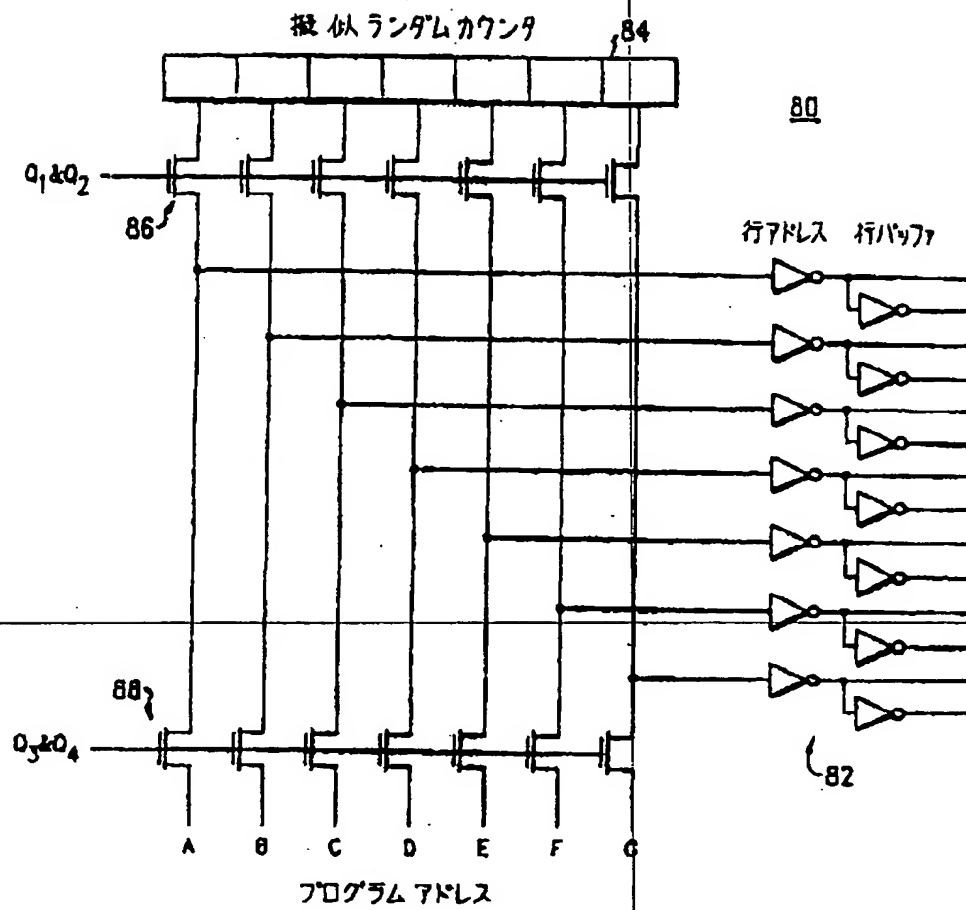 擬似ランダムカウンタ
84
80
Q1&Q2
86
行アドレス 行バッファ
88
Q3&Q4
82
A B C D E F G
プログラムアドレス